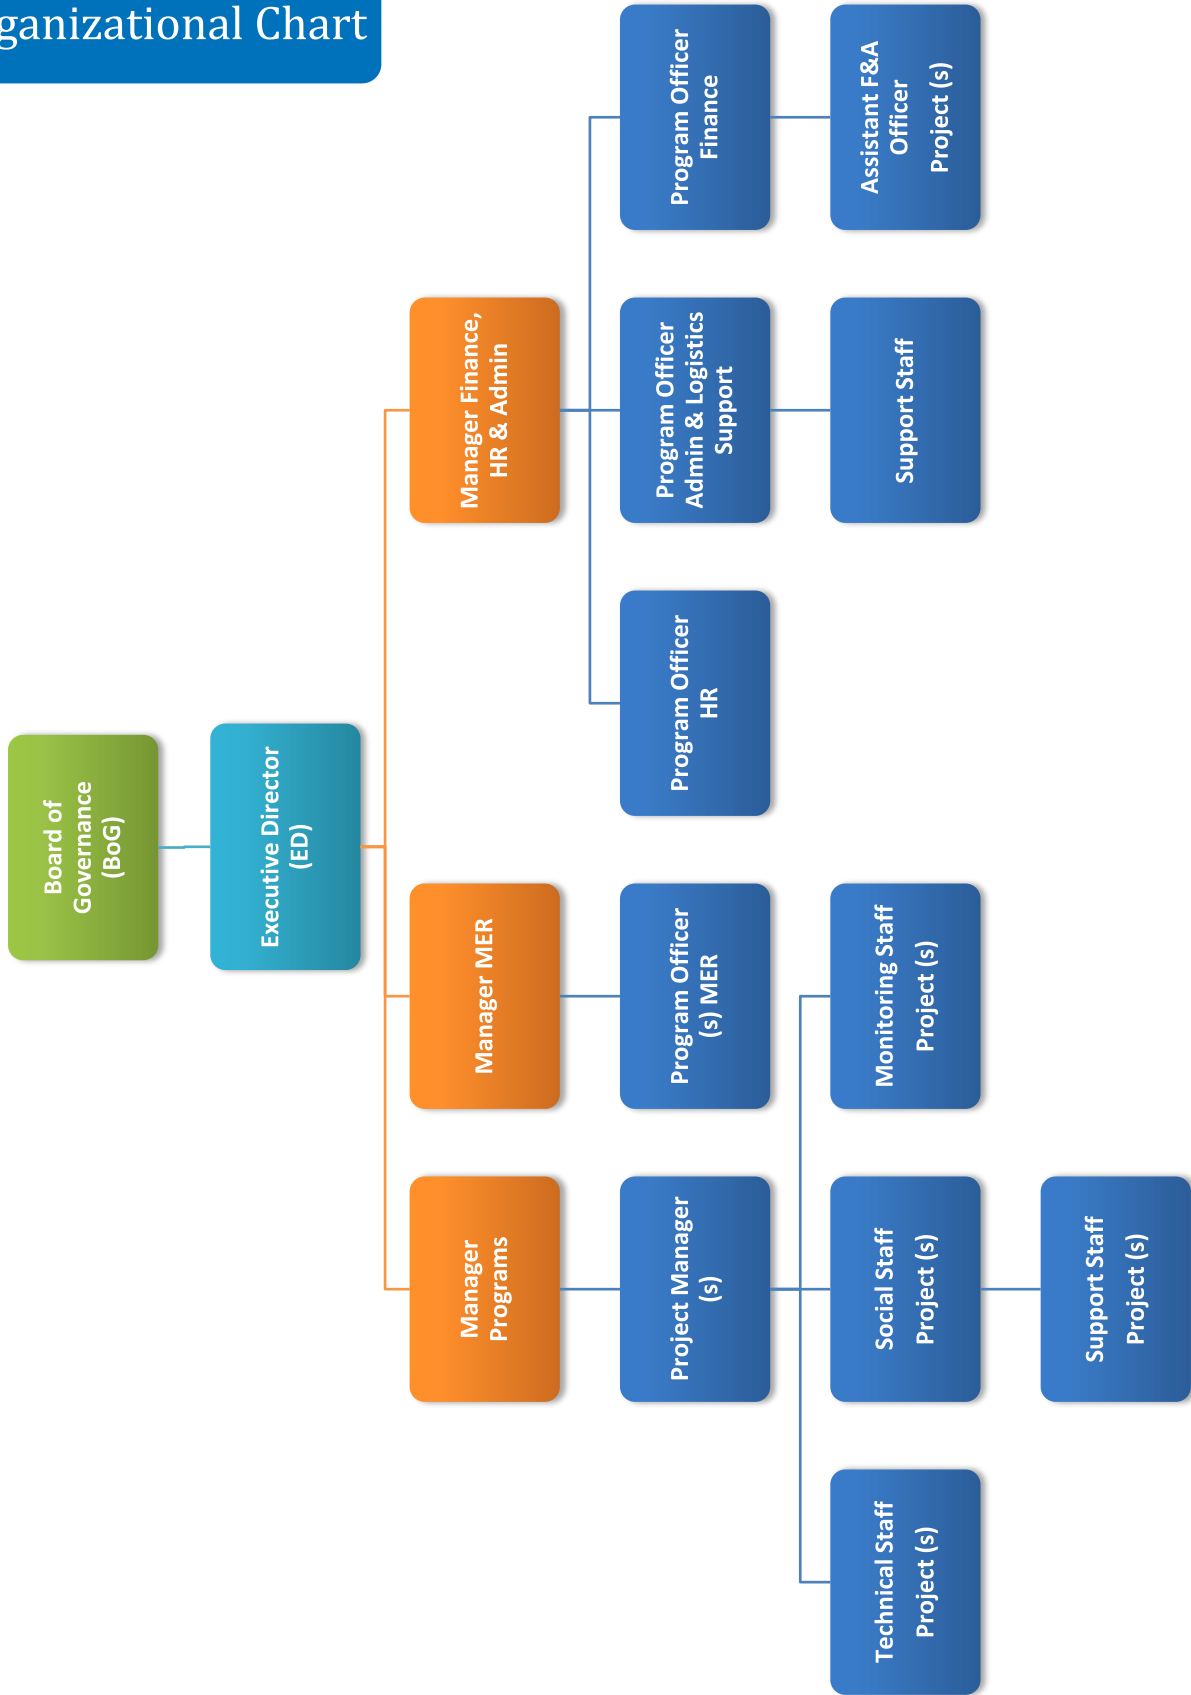 ganizational Chart
Board of
Governance
(BoG)
Executive Director
(ED)
Manager
Programs
Manager MER
Manager Finance,
HR & Admin
Project Manager
(s)
Program Officer
(s) MER
Program Officer
HR
Program Officer
Admin & Logistics
Support
Program Officer
Finance
Technical Staff
Project (s)
Social Staff
Project (s)
Monitoring Staff
Project (s)
Support Staff
Assistant F&A
Officer
Project (s)
Support Staff
Project (s)